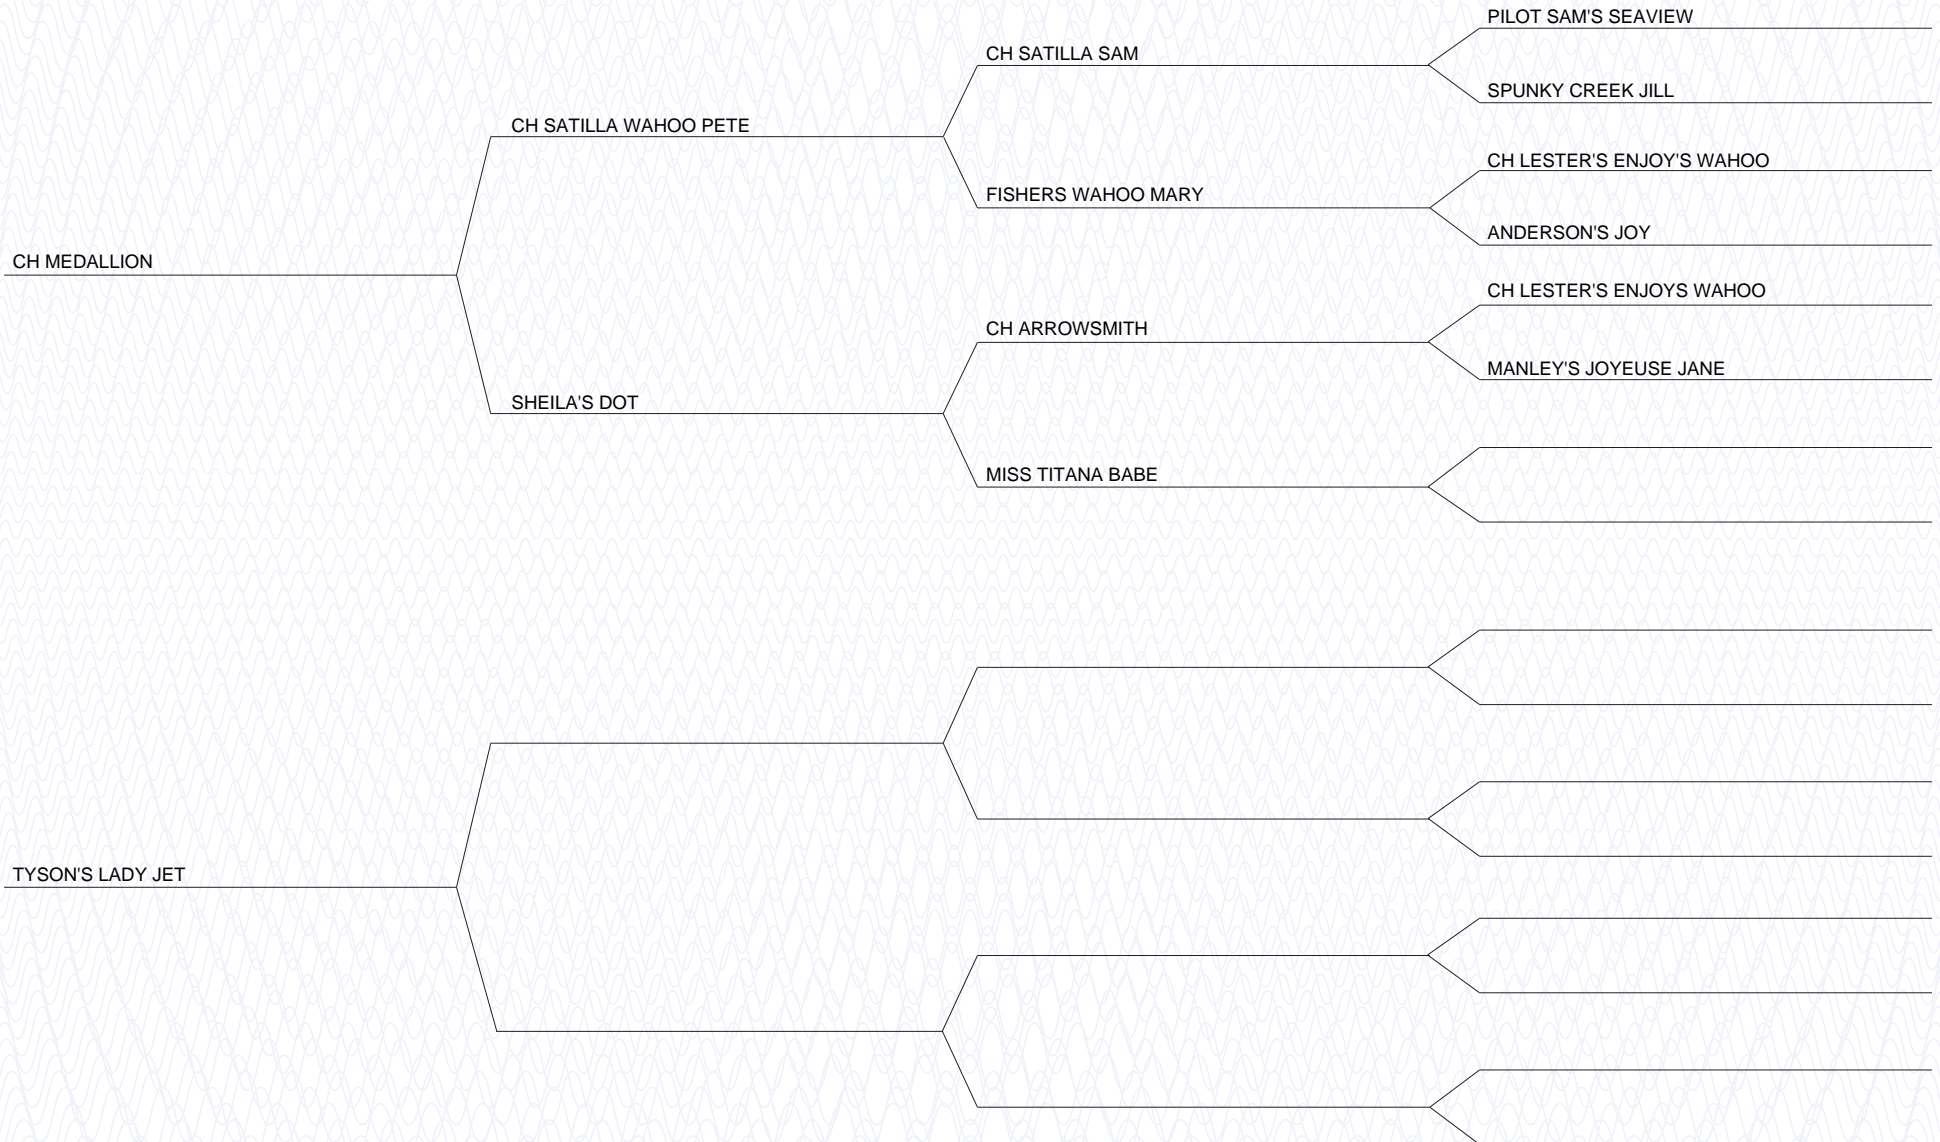 PILOT SAM'S SEAVIEW
CH SATILLA SAM
SPUNKY CREEK JILL
CH SATILLA WAHOO PETE
CH LESTER'S ENJOY'S WAHOO
FISHERS WAHOO MARY
ANDERSON'S JOY
CH MEDALLION
CH LESTER'S ENJOYS WAHOO
CH ARROWSMITH
MANLEY'S JOYEUSE JANE
SHEILA'S DOT
MISS TITANA BABE
TYSON'S LADY JET